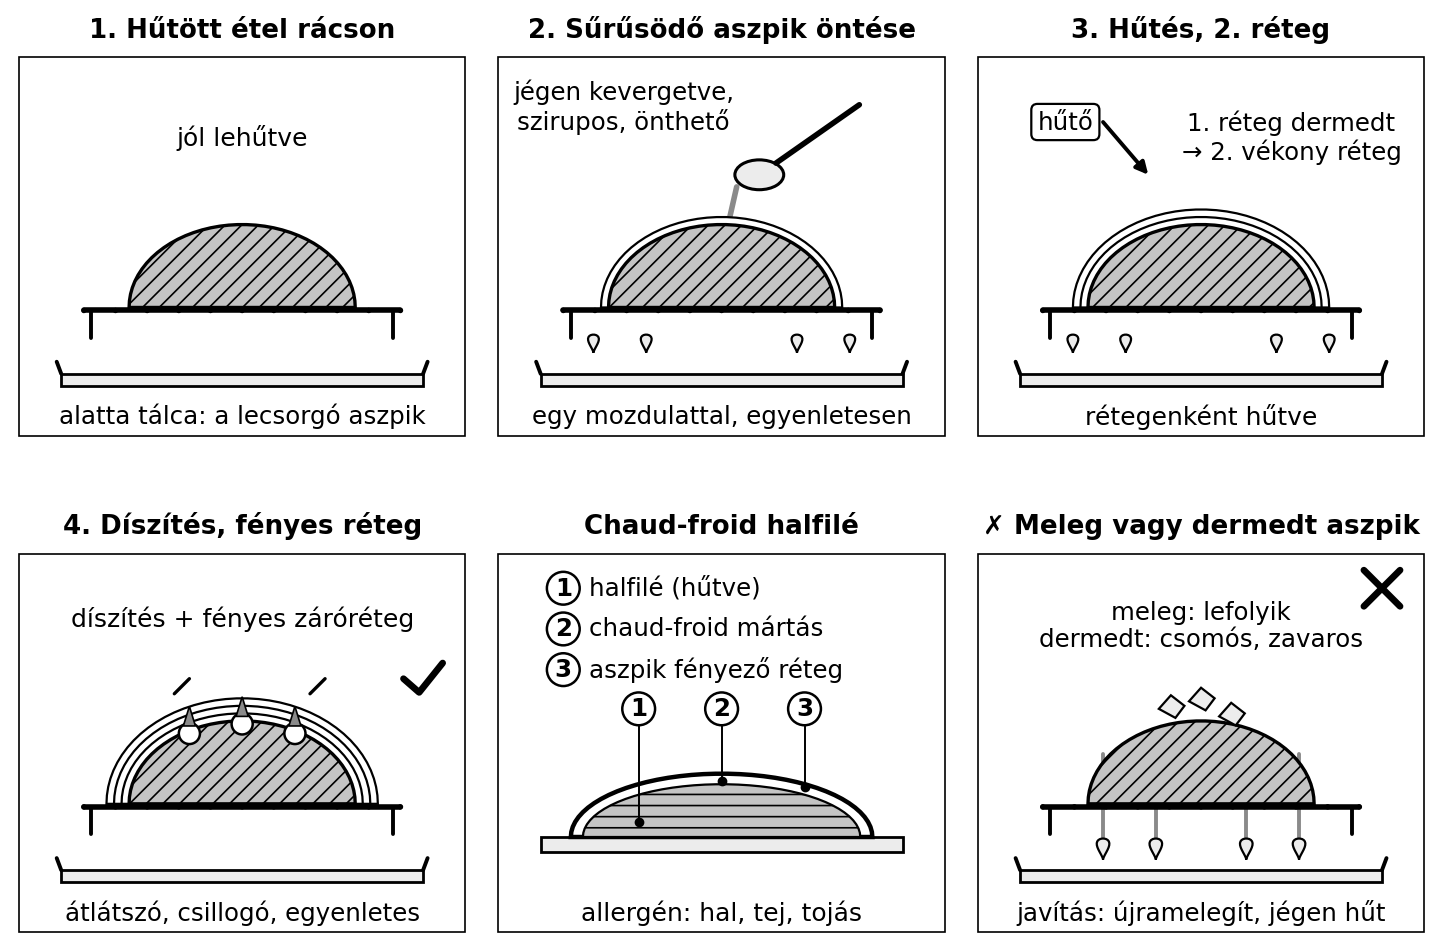 1. Hűtött étel rácson
jól lehűtve
alatta tálca: a lecsorgó aszpik
2. Sűrűsödő aszpik öntése
jégen kevergetve,
szirupos, önthető
egy mozdulattal, egyenletesen
3. Hűtés, 2. réteg
hűtő
1. réteg dermedt
→ 2. vékony réteg
rétegenként hűtve
4. Díszítés, fényes réteg
díszítés + fényes záróréteg
átlátszó, csillogó, egyenletes
Chaud-froid halfilé
1 halfilé (hűtve)
2 chaud-froid mártás
3 aszpik fényező réteg
1 2 3
allergén: hal, tej, tojás
✗ Meleg vagy dermedt aszpik
meleg: lefolyik
dermedt: csomós, zavaros
javítás: újramelegít, jégen hűt